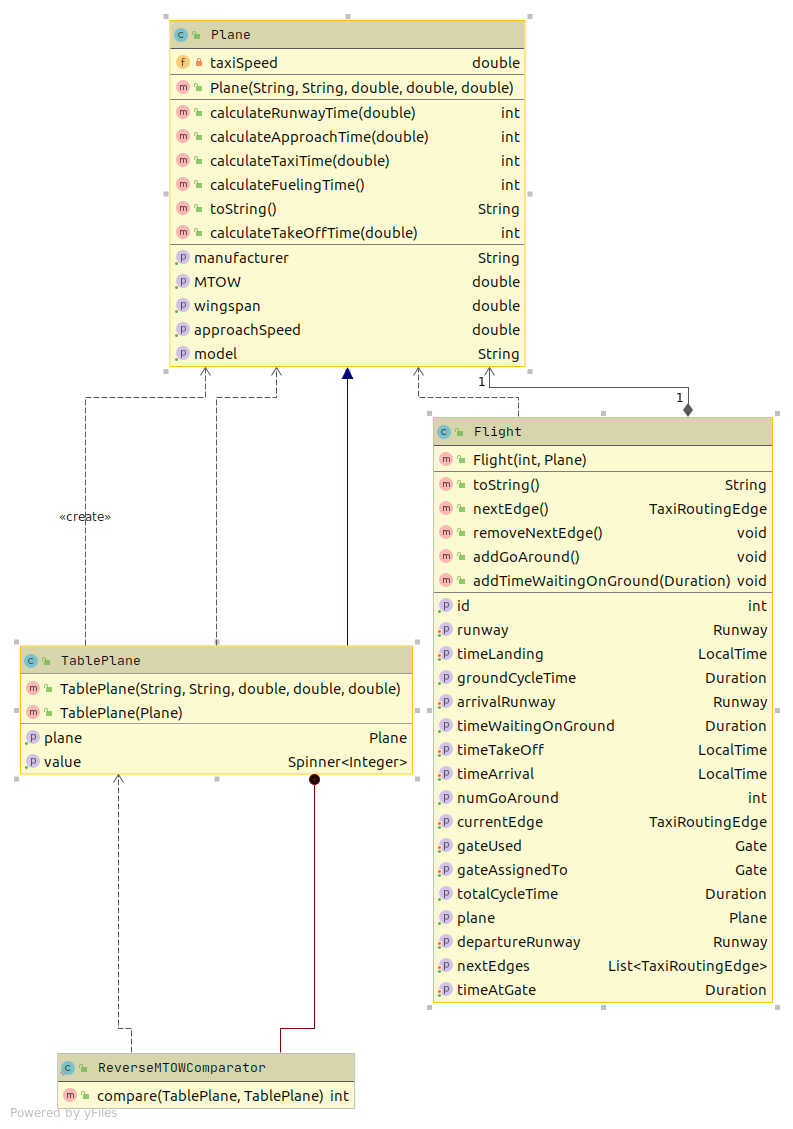 Plane
taxiSpeed double
Plane(String, String, double, double, double)
calculateRunwayTime(double) int
calculateApproachTime(double) int
calculateTaxiTime(double) int
calculateFuelingTime() int
toString() String
calculateTakeOffTime(double) int
manufacturer String
MTOW double
wingspan double
approachSpeed double
model String
1
1
Flight
Flight(int, Plane)
toString() String
nextEdge() TaxiRoutingEdge
removeNextEdge() void
addGoAround() void
addTimeWaitingOnGround(Duration) void
id int
runway Runway
timeLanding LocalTime
groundCycleTime Duration
arrivalRunway Runway
timeWaitingOnGround Duration
timeTakeOff LocalTime
timeArrival LocalTime
numGoAround int
currentEdge TaxiRoutingEdge
gateUsed Gate
gateAssignedTo Gate
totalCycleTime Duration
plane Plane
departureRunway Runway
nextEdges List<TaxiRoutingEdge>
timeAtGate Duration
«create»
TablePlane
TablePlane(String, String, double, double, double)
TablePlane(Plane)
plane Plane
value Spinner<Integer>
ReverseMTOWComparator
compare(TablePlane, TablePlane) int
Powered by yFiles